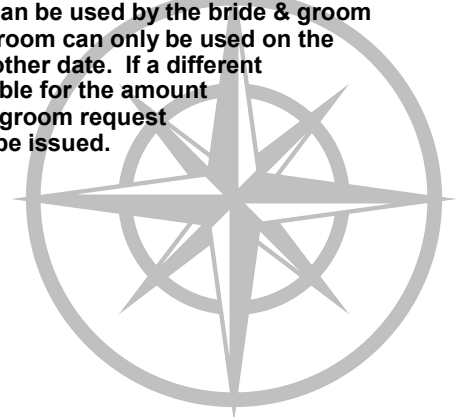 an be used by the bride & groom
room can only be used on the
other date.  If a different
ble for the amount
groom request
be issued.